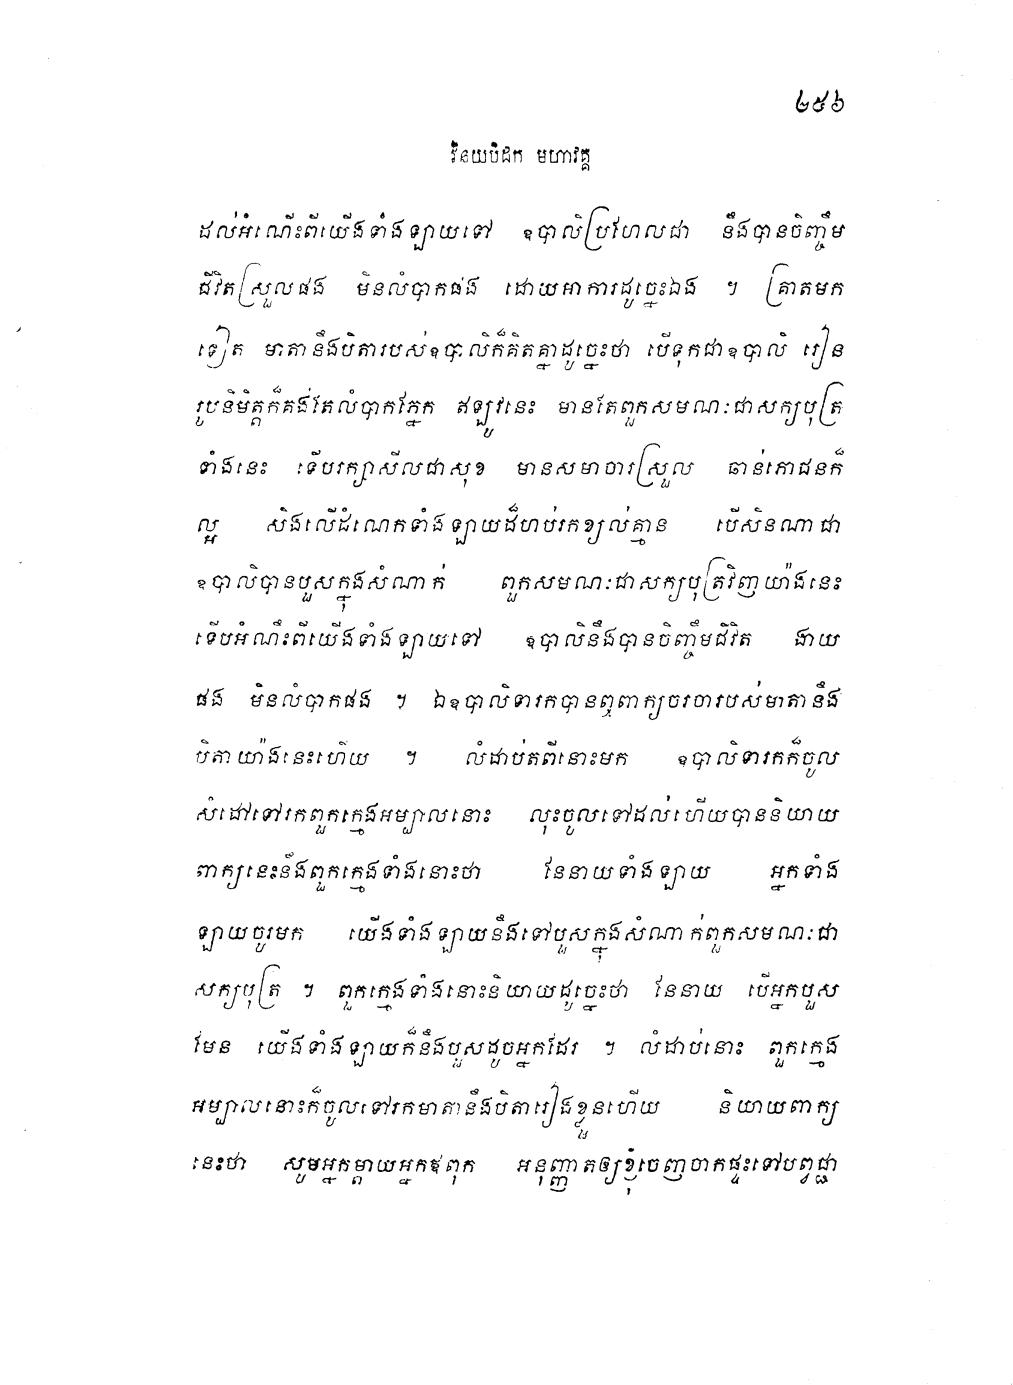 ៤៥៦
វិនយបិដក មហាវគ្គ
ដល់អំណើះពីយើងទាំងឡាយទៅ ឧបាលិប្រហែលជា នឹងបានចិញ្ចឹម
ជីវិតស្រួលផង មិនលំបាកផង ដោយអាការដូច្នេះឯង ។ គ្រាតមក
ទៀត មាតានឹងបិតារបស់ឧបាលិក៏គិតគ្នាដូច្នេះថា បើទុកជាឧបាលិ រៀន
រូបនិមិត្តក៏គង់តែលំបាកភ្នែក ឥឡូវនេះ មានតែពួកសមណៈជាសក្យបុត្រ
ទាំងនេះ ទើបរក្សាសីលជាសុខ មានសមាចារស្រួល ឆាន់ភោជនក៏
ល្អ សិងលើដំណេកទាំងឡាយដ៏ហប់រកខ្យល់គ្មាន បើសិនណាជា
ឧបាលិបានបួសក្នុងសំណាក់ ពួកសមណៈជាសក្យបុត្រវិញយ៉ាងនេះ
ទើបអំណឹះពីយើងទាំងឡាយទៅ ឧបាលិនឹងបានចិញ្ចឹមជីវិត ងាយ
ផង មិនលំបាកផង ។ ឯឧបាលិទារកបានឮពាក្យចរចារបស់មាតានឹង
បិតាយ៉ាងនេះហើយ ។ លំដាប់តពីនោះមក ឧបាលិទារកក៏ចូល
សំដៅទៅរកពួកក្មេងអម្បាលនោះ លុះចូលទៅដល់ហើយបាននិយាយ
ពាក្យនេះនឹងពួកក្មេងទាំងនោះថា នែនាយទាំងឡាយ អ្នកទាំង
ឡាយចូរមក យើងទាំងឡាយនឹងទៅបួសក្នុងសំណាក់ពួកសមណៈជា
សក្យបុត្រ ។ ពួកក្មេងទាំងនោះនិយាយដូច្នេះថា នែនាយ បើអ្នកបួស
មែន យើងទាំងឡាយក៏នឹងបួសដូចអ្នកដែរ ។ លំដាប់នោះ ពួកក្មេង
អម្បាលនោះក៏ចូលទៅរកមាតានឹងបិតារៀងខ្លួនហើយ និយាយពាក្យ
នេះថា សូមអ្នកម្តាយអ្នកឪពុក អនុញ្ញាតឲ្យខ្ញុំចេញចាកផ្ទះទៅបព្វជ្ជា